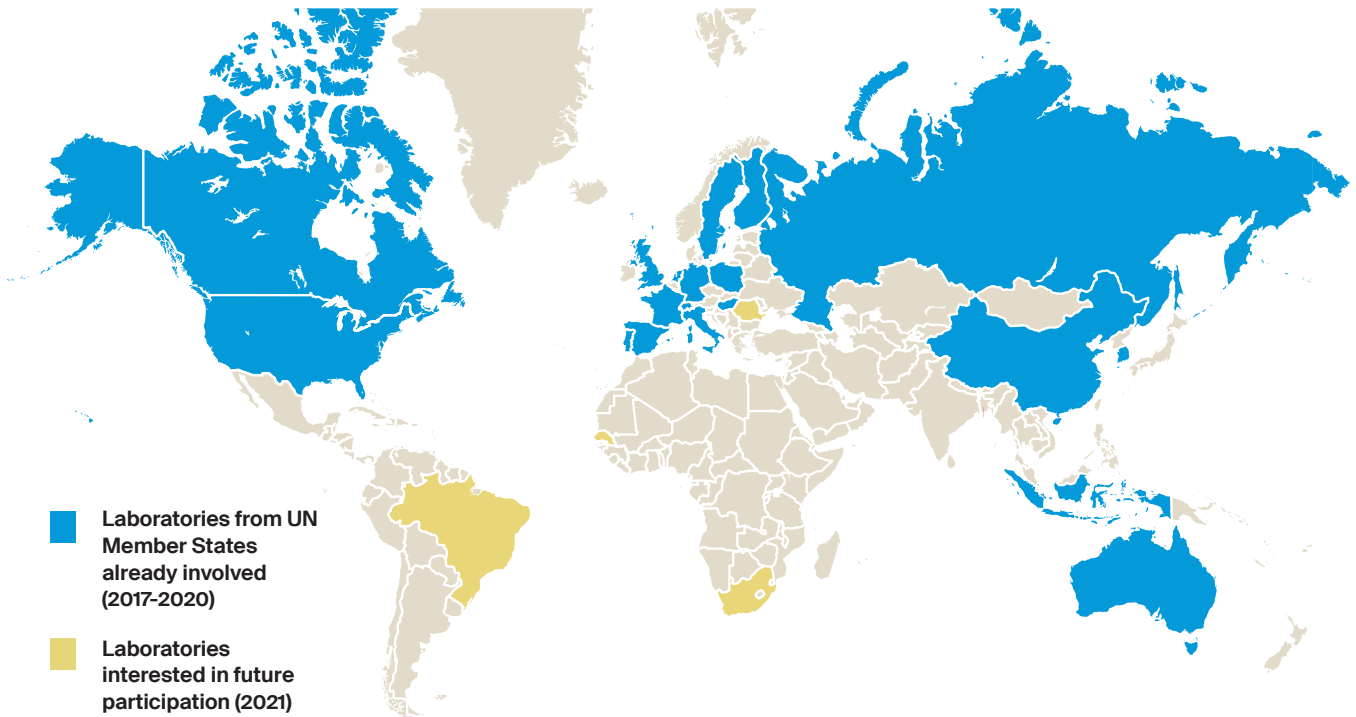 Laboratories from UN
Member States
already involved
(2017-2020)
Laboratories
interested in future
participation (2021)